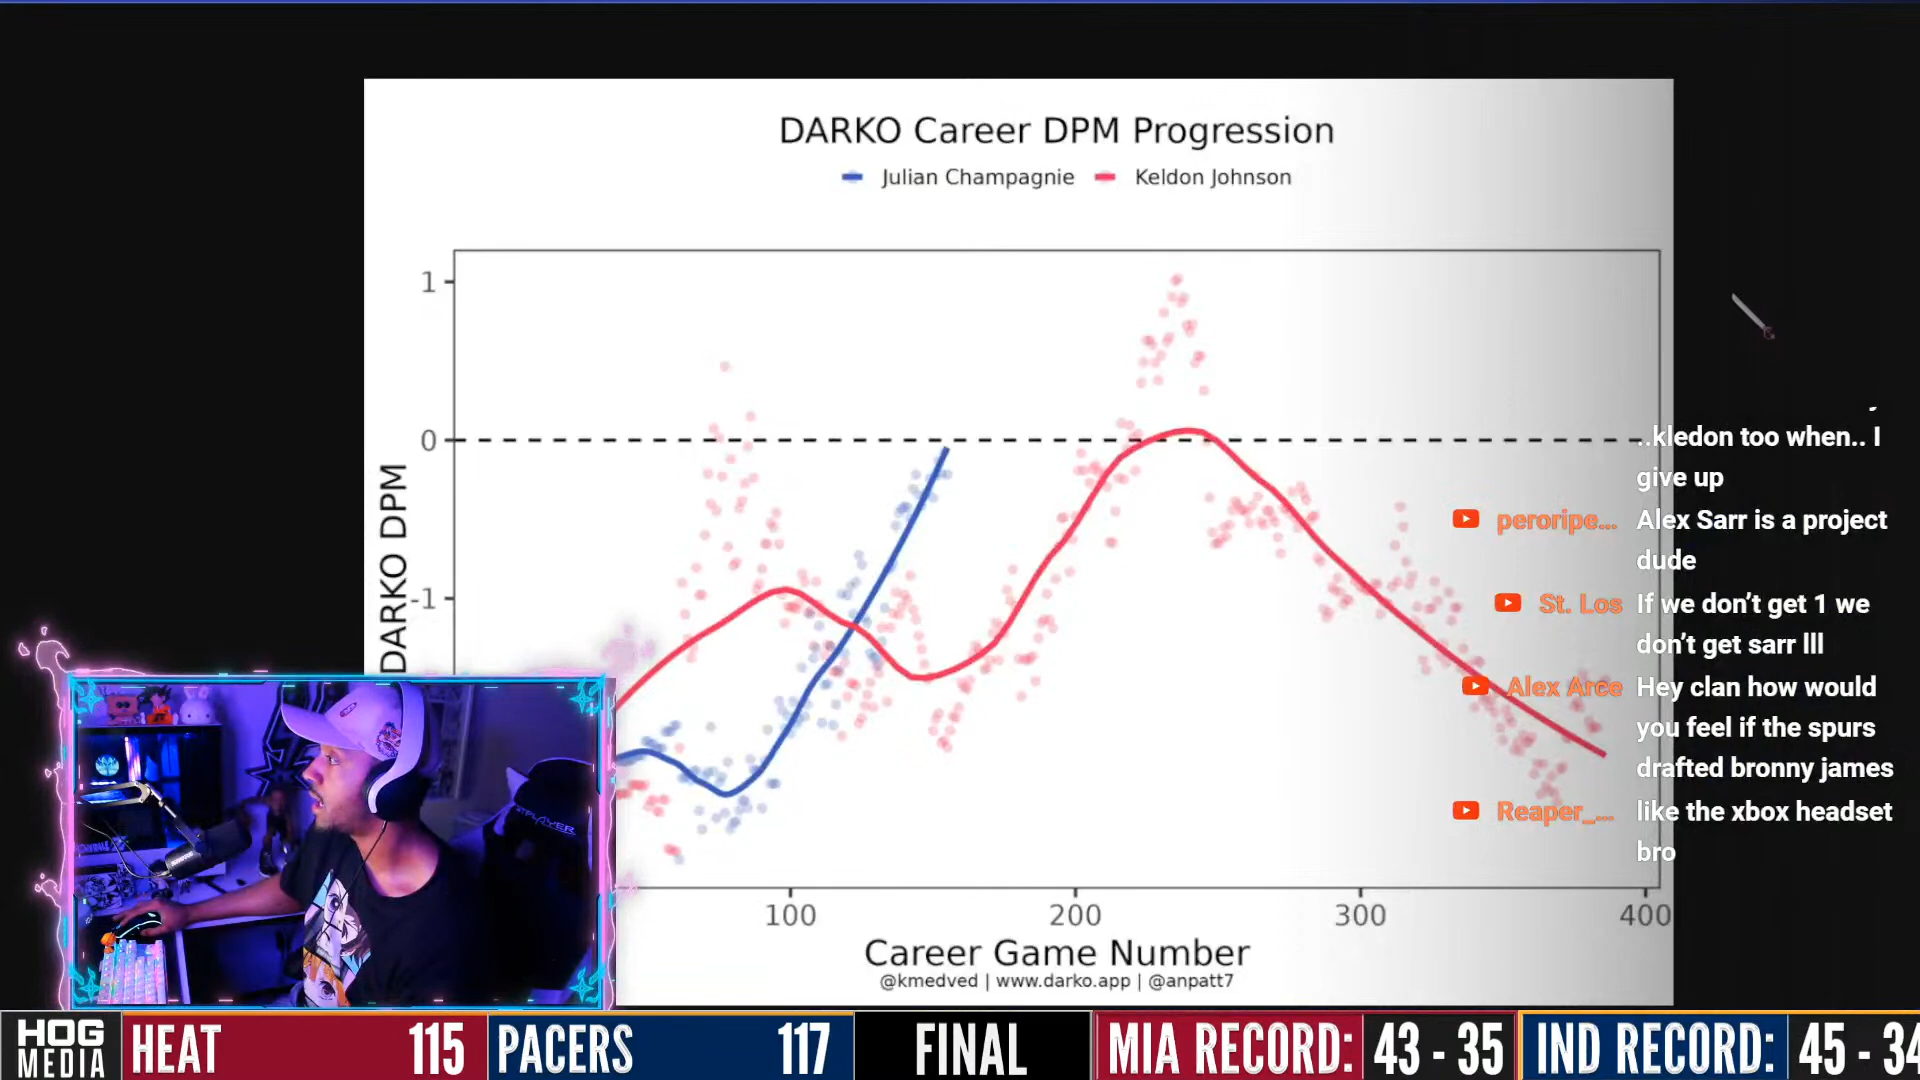 DARKO Career DPM Progression
Julian Champagnie Keldon Johnson
1
0
-1
DARKO DPM
100 200 300 400
Career Game Number
@kmedved | www.darko.app | @anpatt7
..kledon too when.. I
give up
peroripe... Alex Sarr is a project
dude
St. Los If we don’t get 1 we
don’t get sarr lll
Alex Arce Hey clan how would
you feel if the spurs
drafted bronny james
Reaper_... like the xbox headset
bro
HOG
MEDIA
HEAT 115 PACERS 117 FINAL MIA RECORD: 43 - 35 IND RECORD: 45 - 34